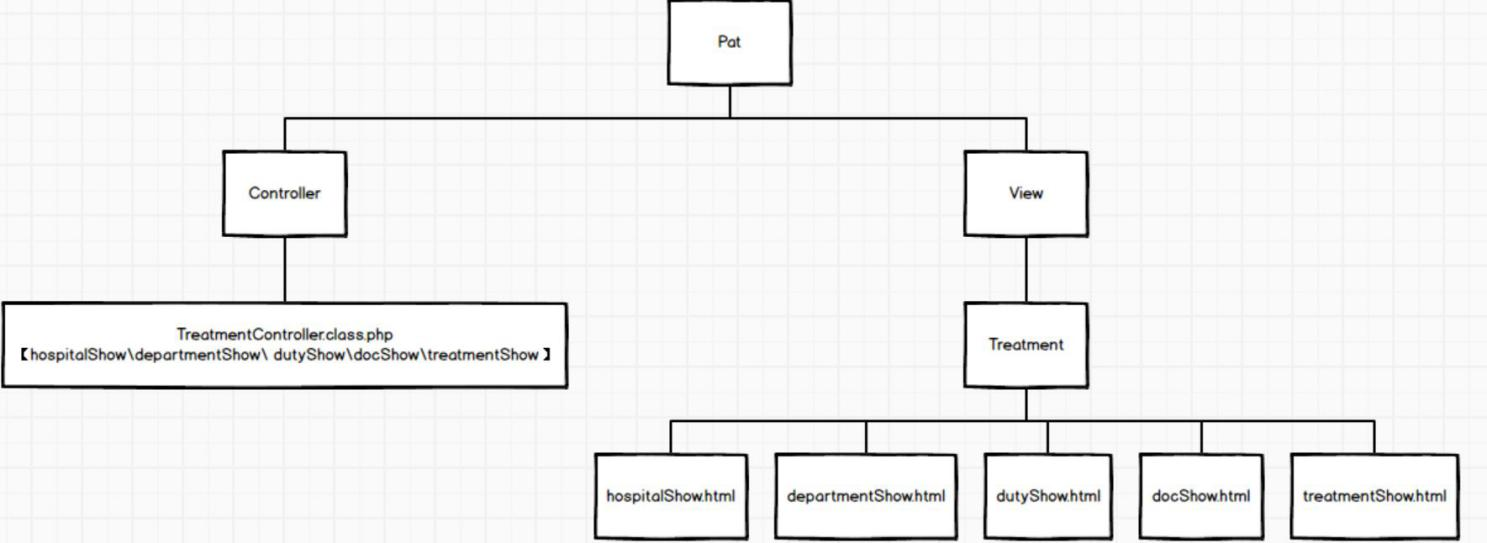 Pat
Controller
View
TreatmentController.class.php
【hospitalShow\departmentShow\ dutyShow\docShow\treatmentShow】
Treatment
hospitalShow.html
departmentShow.html
dutyShow.html
docShow.html
treatmentShow.html